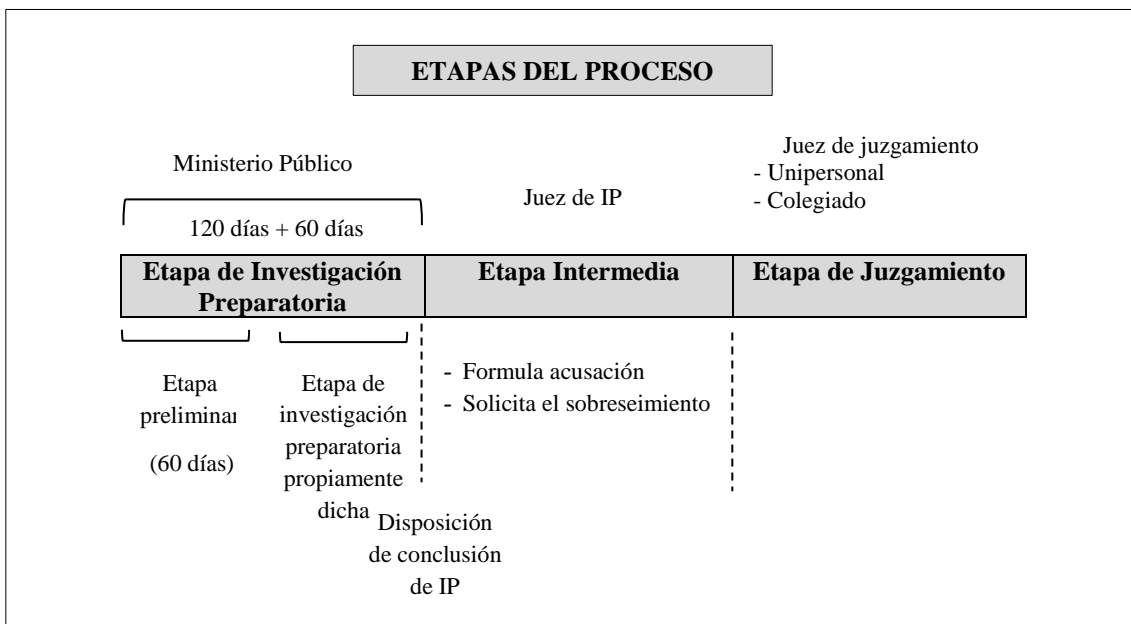 ETAPAS DEL PROCESO
Ministerio Público
120 días + 60 días
Juez de IP
Juez de juzgamiento
- Unipersonal
- Colegiado
Etapa de Investigación
Preparatoria
Etapa Intermedia
Etapa de Juzgamiento
Etapa
preliminar
(60 días)
Etapa de
investigación
preparatoria
propiamente
dicha
Disposición
de conclusión
de IP
- Formula acusación
- Solicita el sobreseimiento